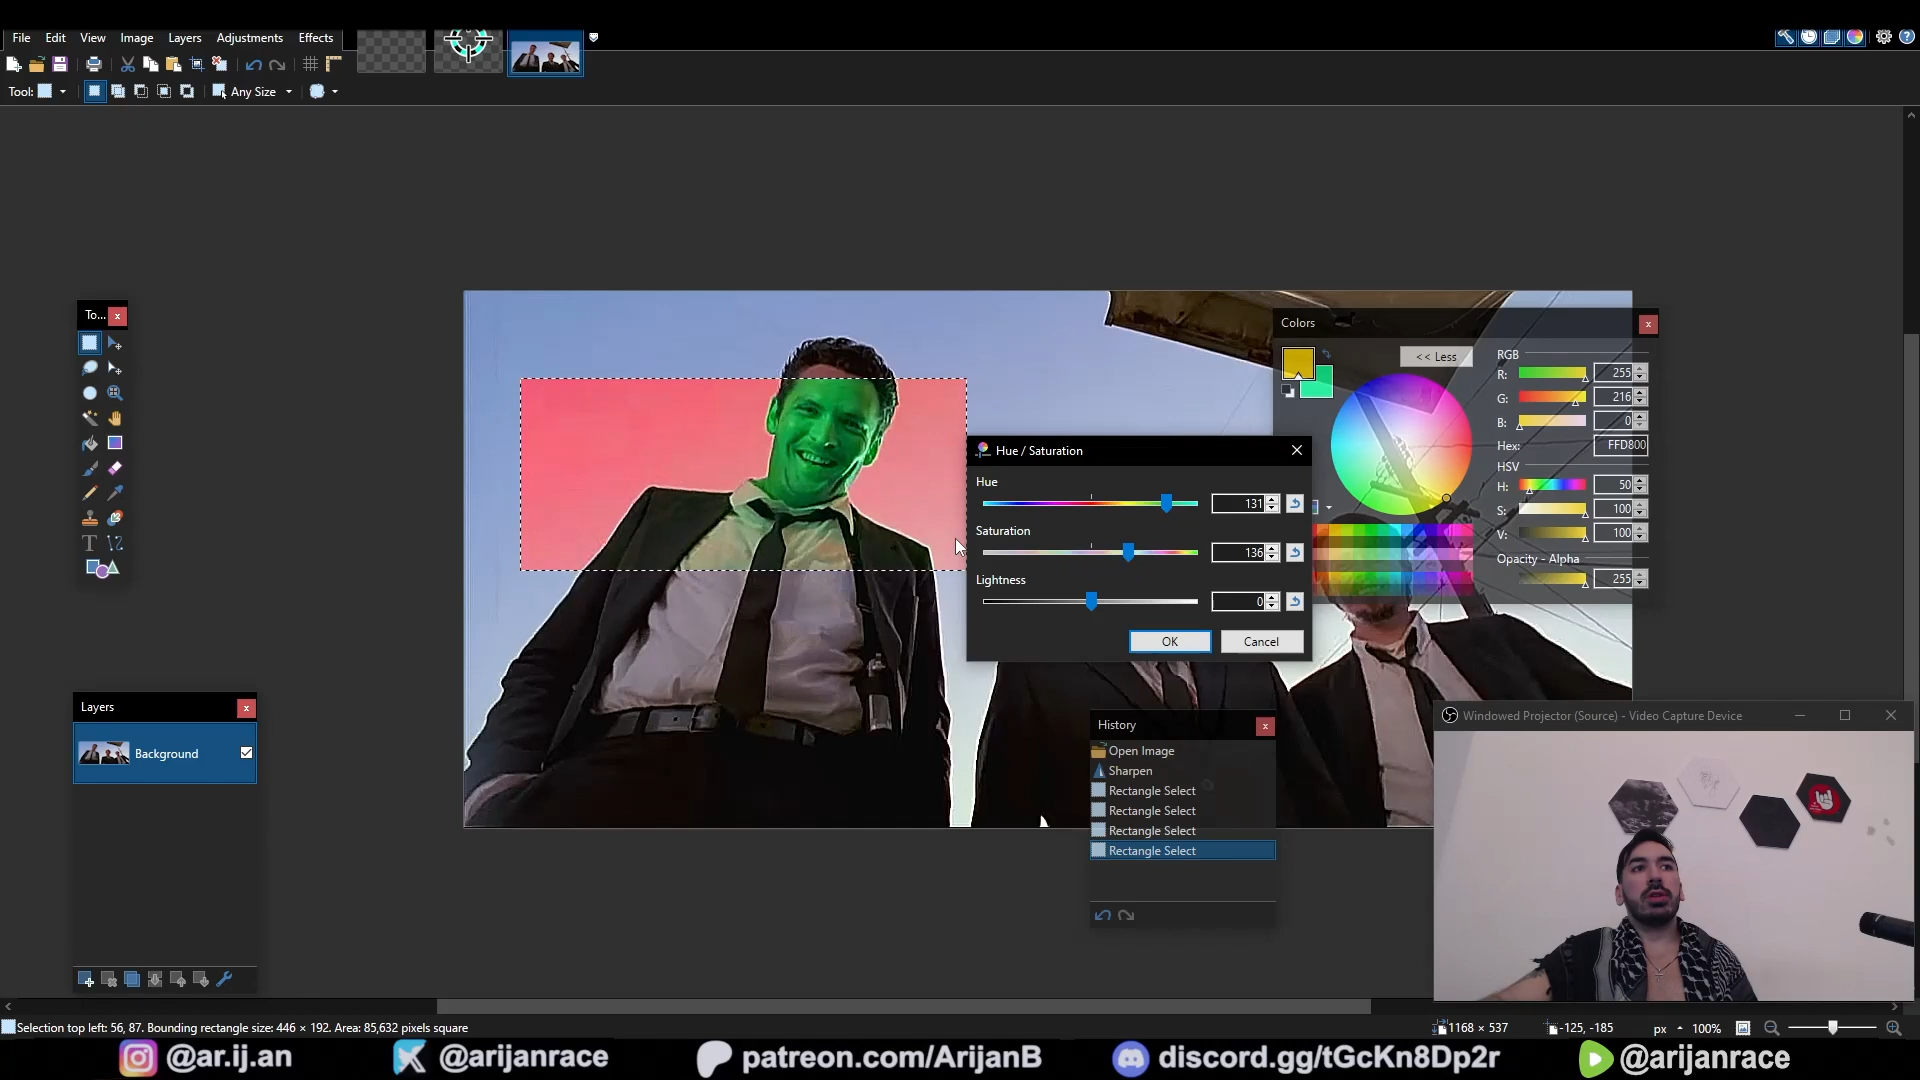 File Edit View Image Layers Adjustments Effects
Tool: Any Size
To...
Colors
<< Less
RGB
R: 255
G: 216
B: 0
Hex: FFD800
HSV
H: 50
S: 100
V: 100
Opacity - Alpha
255
Hue / Saturation
Hue
131
Saturation
136
Lightness
0
OK Cancel
Layers
Background
History
Open Image
Sharpen
Rectangle Select
Rectangle Select
Rectangle Select
Rectangle Select
Windowed Projector (Source) - Video Capture Device
Selection top left: 56, 87. Bounding rectangle size: 446 × 192. Area: 85,632 pixels square
1168 × 537
-125, -185
px
100%
@ar.ij.an
@arijanrace
patreon.com/ArijanB
discord.gg/tGcKn8Dp2r
@arijanrace